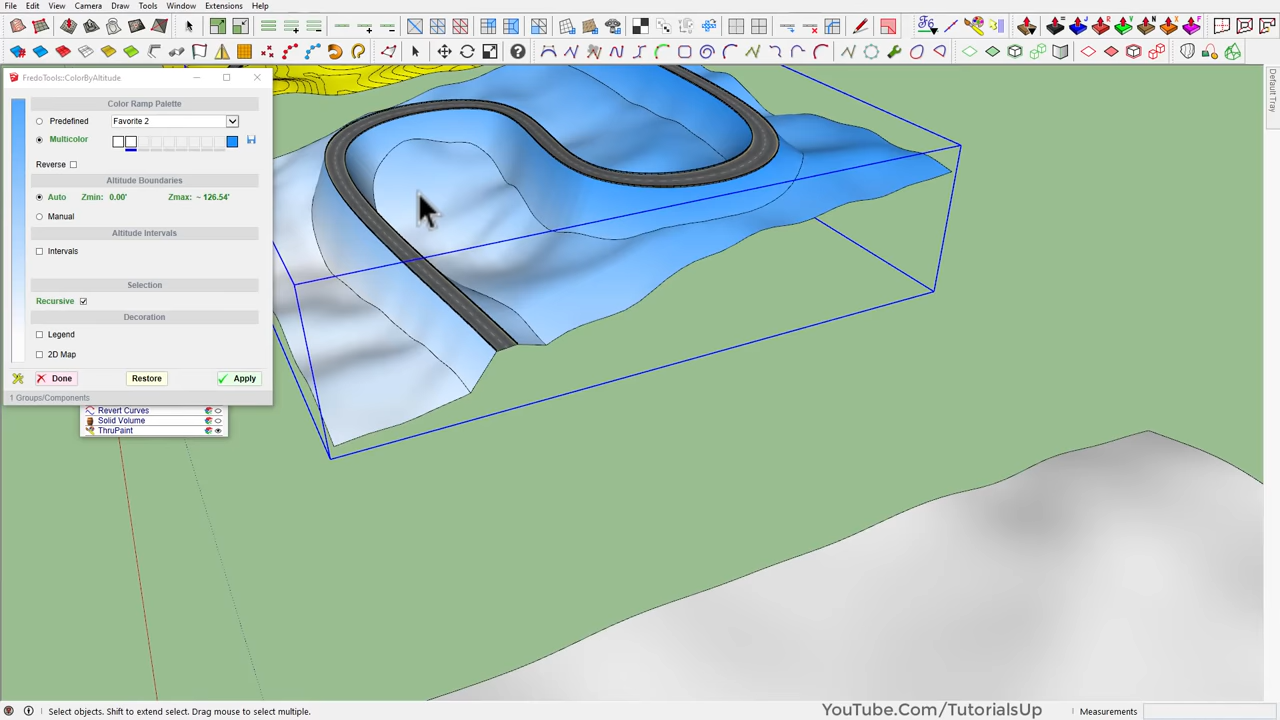 File Edit View Camera Draw Tools Window Extensions Help
FredoTools::ColorByAltitude
Color Ramp Palette
Predefined Favorite 2
Multicolor
Reverse
Altitude Boundaries
Auto Zmin: 0.00' Zmax: ~ 126.54'
Manual
Altitude Intervals
Intervals
Selection
Recursive
Decoration
Legend
2D Map
Done Restore Apply
1 Groups/Components
Revert Curves
Solid Volume
ThruPaint
Default Tray
Select objects. Shift to extend select. Drag mouse to select multiple.
YouTube.Com/TutorialsUp
Measurements